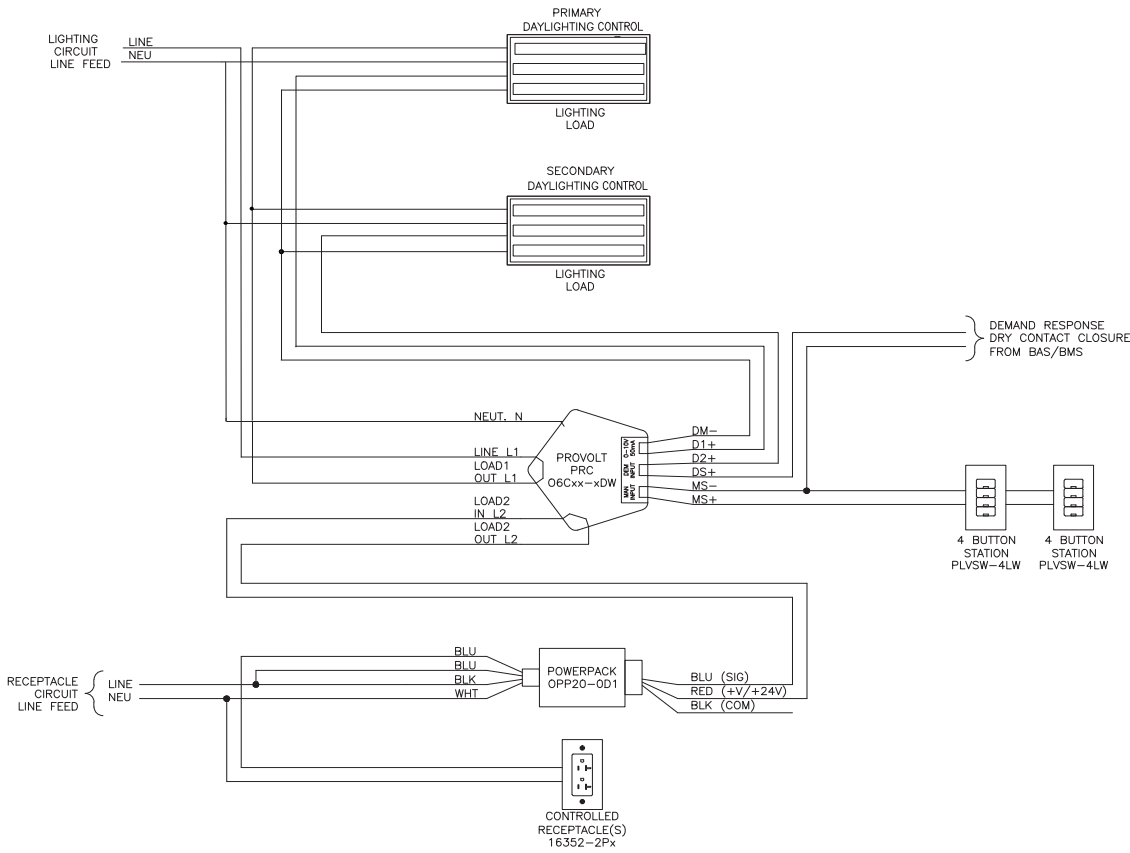 PRIMARY
DAYLIGHTING CONTROL
LIGHTING
CIRCUIT
LINE FEED
LINE
NEU
LIGHTING
LOAD
SECONDARY
DAYLIGHTING CONTROL
LIGHTING
LOAD
DEMAND RESPONSE
DRY CONTACT CLOSURE
FROM BAS/BMS
NEUT. N
LINE L1
LOAD1
OUT L1
LOAD2
IN L2
LOAD2
OUT L2
PROVOLT
PRC
O6Cxx-xDW
0-10V
50mA
DEM
INPUT
MAN
INPUT
DM-
D1+
D2+
DS+
MS-
MS+
4 BUTTON
STATION
PLVSW-4LW
4 BUTTON
STATION
PLVSW-4LW
RECEPTACLE
CIRCUIT
LINE FEED
LINE
NEU
BLU
BLU
BLK
WHT
POWERPACK
OPP20-0D1
BLU (SIG)
RED (+V/+24V)
BLK (COM)
CONTROLLED
RECEPTACLE(S)
16352-2Px